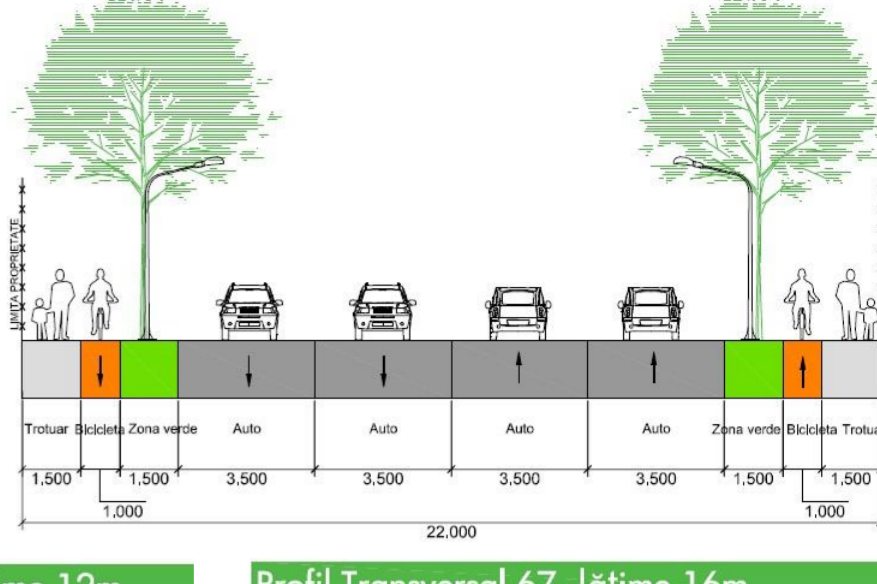 LIMITA PROPRIETATE
Trotuar Bicicleta Zona verde Auto Auto Auto Auto Zona verde Bicicleta Trotua
1,500 1,500 3,500 3,500 3,500 3,500 1,500 1,500
1,000 1,000
22,000
12m
Profil Transversal 67 -lățime 16m